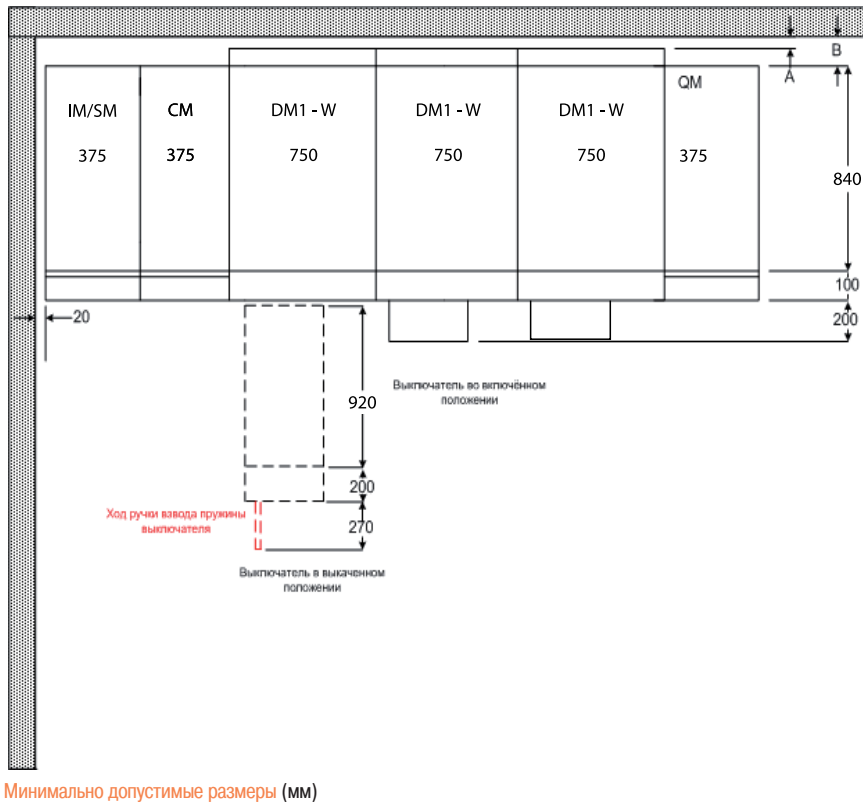 B
A
IM/SM
CM
DM1 - W
DM1 - W
DM1 - W
QM
375
375
750
750
750
375
840
100
20
200
Выключатель во включённом
положении
920
200
Ход ручки взвода пружины
выключателя
270
Выключатель в выкаченном
положении
Минимально допустимые размеры (мм)